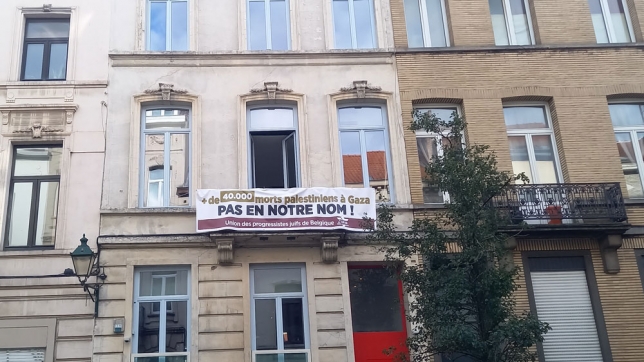 + de 40.000 morts palestiniens à Gaza
PAS EN NOTRE NOM !
Union des progressistes juifs de Belgique